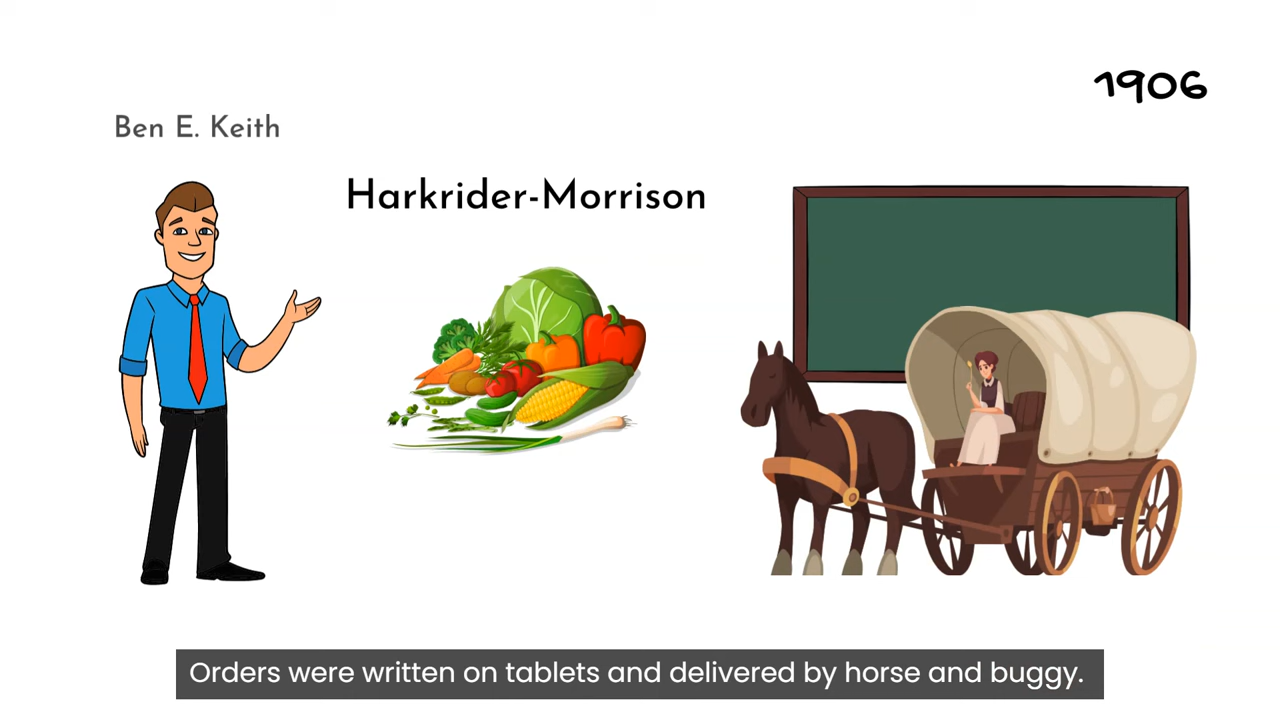 1906
Ben E. Keith
Harkrider-Morrison
Orders were written on tablets and delivered by horse and buggy.